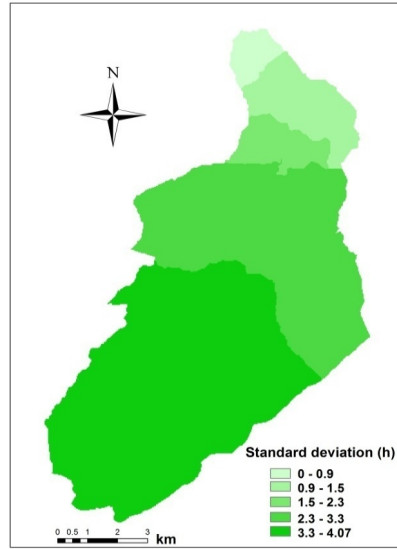 N
Standard deviation (h)
0 - 0.9
0.9 - 1.5
1.5 - 2.3
2.3 - 3.3
3.3 - 4.07
0 0.5 1 2 3
km